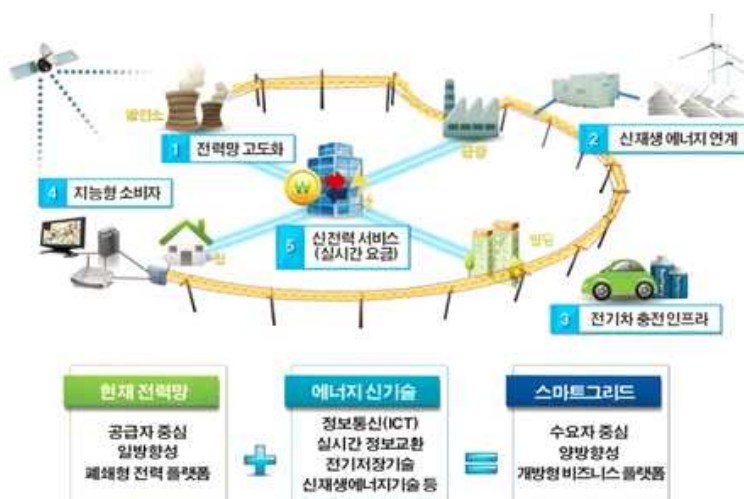 발전소
1 전력망 고도화
공장
2 신재생 에너지 연계
4 지능형 소비자
W
집
5 신전력 서비스
(실시간 요금)
빌딩
3 전기차 충전 인프라
현재 전력망
공급자 중심
일방향성
폐쇄형 전력 플랫폼
에너지 신기술
정보통신(ICT)
실시간 정보교환
전기저장기술
신재생에너지기술 등
스마트그리드
수요자 중심
양방향성
개방형 비즈니스 플랫폼